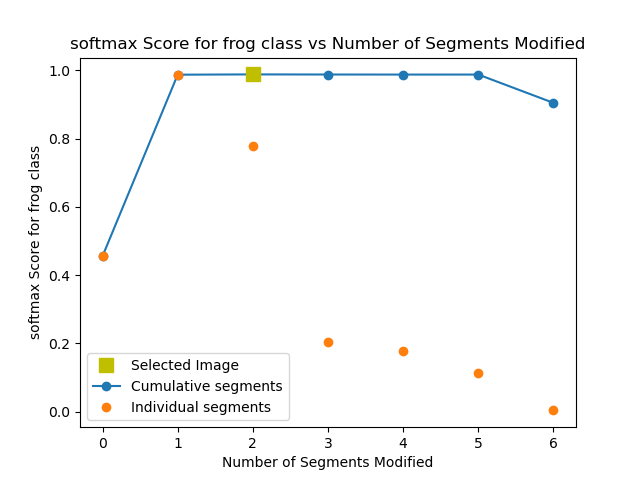 softmax Score for frog class vs Number of Segments Modified
softmax Score for frog class
1.0
0.8
0.6
0.4
0.2
0.0
Selected Image
Cumulative segments
Individual segments
0 1 2 3 4 5 6
Number of Segments Modified